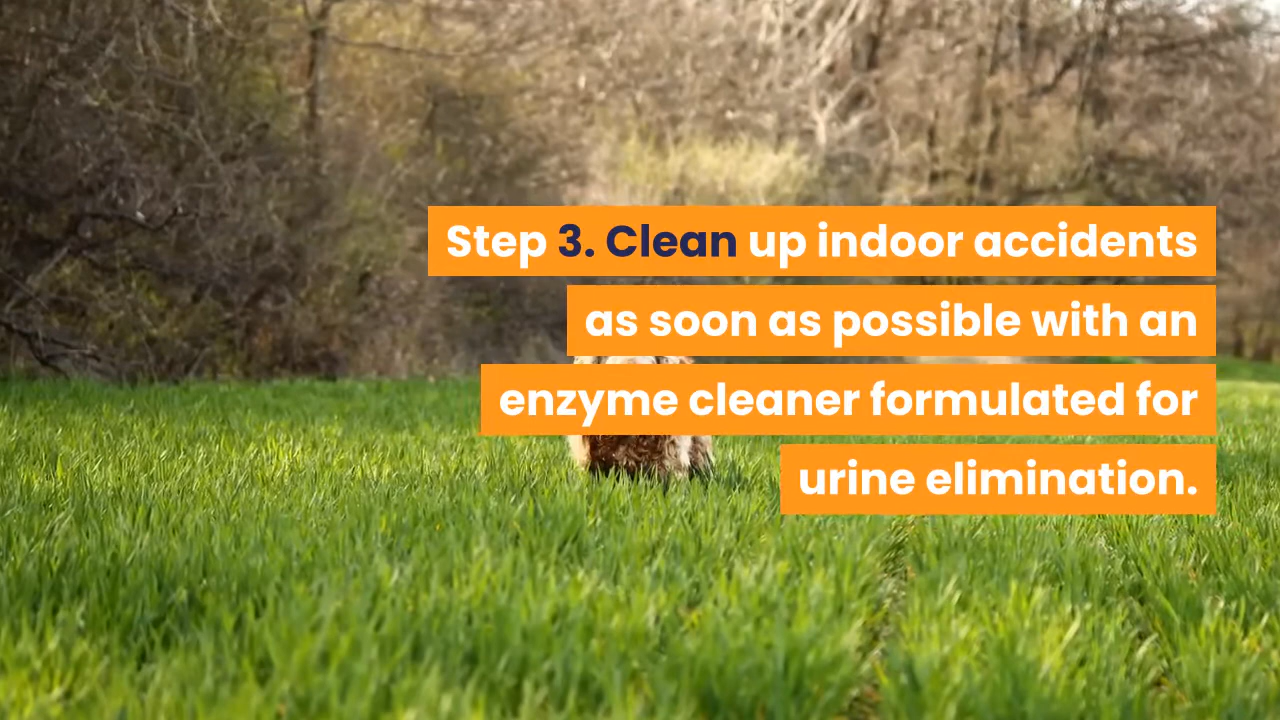 Step 3. Clean up indoor accidents
as soon as possible with an
enzyme cleaner formulated for
urine elimination.